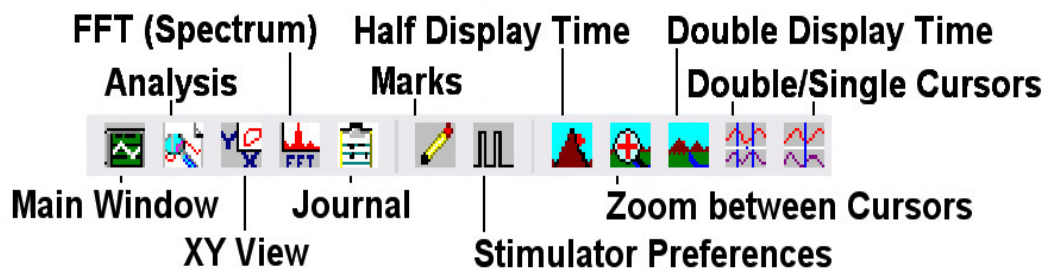 FFT (Spectrum) Half Display Time Double Display Time
Analysis Marks Double/Single Cursors
Y X FFT
Main Window Journal Zoom between Cursors
XY View Stimulator Preferences